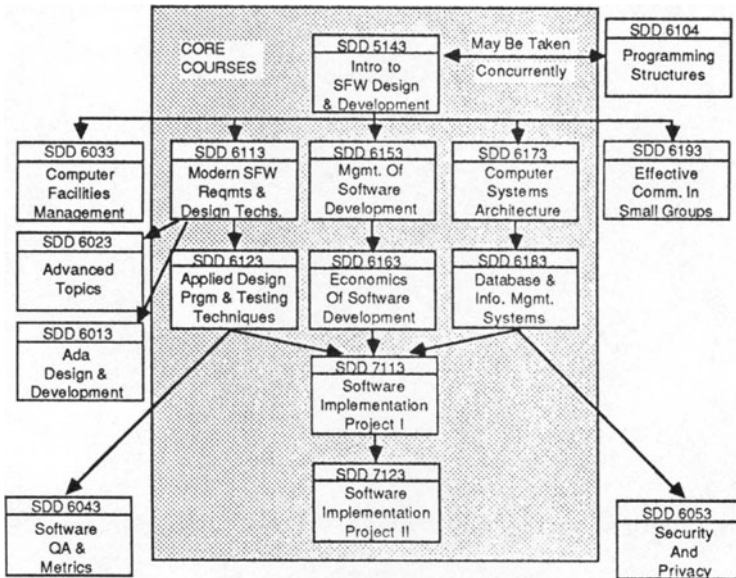 CORE
COURSES
SDD 5143
Intro to
SFW Design
& Development
May Be Taken
Concurrently
SDD 6104
Programming
Structures
SDD 6033
Computer
Facilities
Management
SDD 6113
Modern SFW
Reqmts &
Design Techs.
SDD 6153
Mgmt. Of
Software
Development
SDD 6173
Computer
Systems
Architecture
SDD 6193
Effective
Comm. In
Small Groups
SDD 6023
Advanced
Topics
SDD 6123
Applied Design
Prgm & Testing
Techniques
SDD 6163
Economics
Of Software
Development
SDD 6183
Database &
Info. Mgmt.
Systems
SDD 6013
Ada
Design &
Development
SDD 7113
Software
Implementation
Project I
SDD 7123
Software
Implementation
Project II
SDD 6043
Software
QA &
Metrics
SDD 6053
Security
And
Privacy